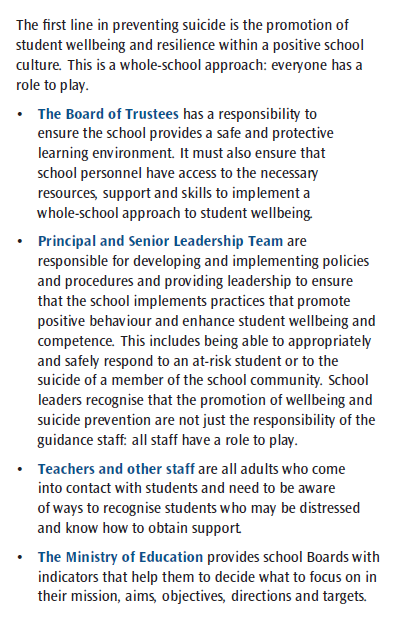 The first line in preventing suicide is the promotion of
student wellbeing and resilience within a positive school
culture. This is a whole-school approach: everyone has a
role to play.
• The Board of Trustees has a responsibility to
ensure the school provides a safe and protective
learning environment. It must also ensure that
school personnel have access to the necessary
resources, support and skills to implement a
whole-school approach to student wellbeing.
• Principal and Senior Leadership Team are
responsible for developing and implementing policies
and procedures and providing leadership to ensure
that the school implements practices that promote
positive behaviour and enhance student wellbeing and
competence. This includes being able to appropriately
and safely respond to an at-risk student or to the
suicide of a member of the school community. School
leaders recognise that the promotion of wellbeing and
suicide prevention are not just the responsibility of the
guidance staff: all staff have a role to play.
• Teachers and other staff are all adults who come
into contact with students and need to be aware
of ways to recognise students who may be distressed
and know how to obtain support.
• The Ministry of Education provides school Boards with
indicators that help them to decide what to focus on in
their mission, aims, objectives, directions and targets.